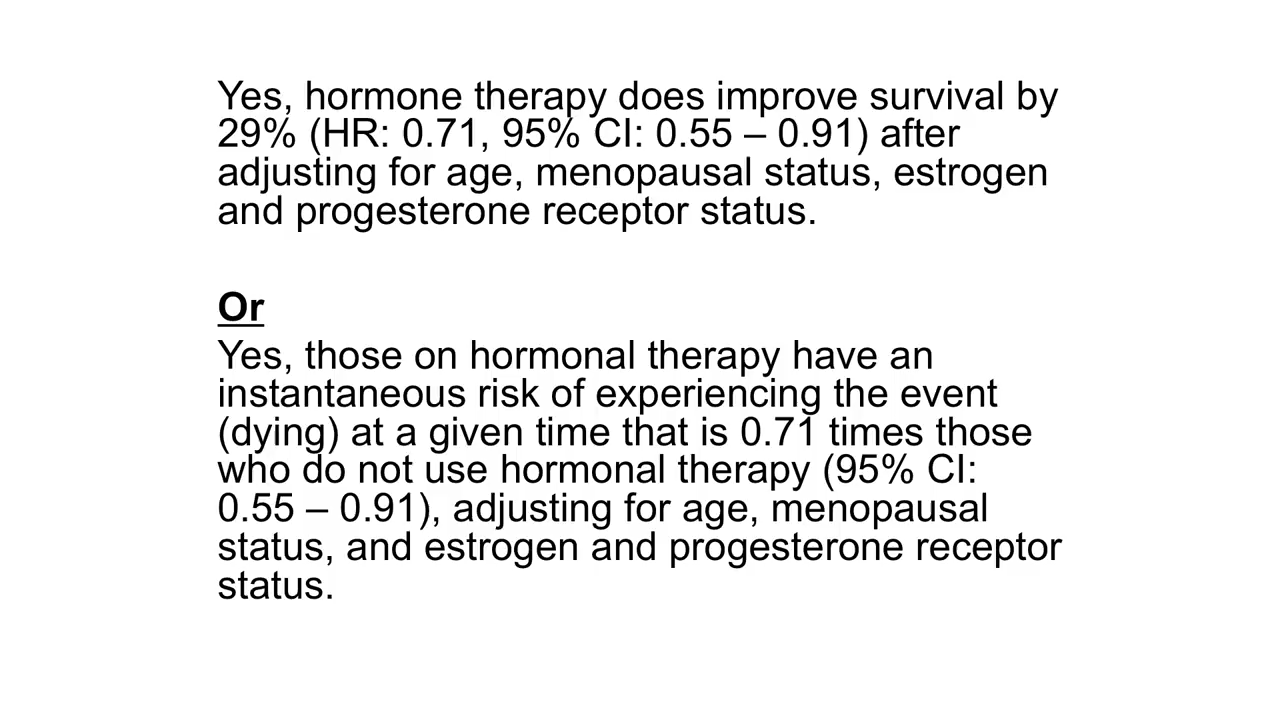 Yes, hormone therapy does improve survival by
29% (HR: 0.71, 95% CI: 0.55 – 0.91) after
adjusting for age, menopausal status, estrogen
and progesterone receptor status.
Or
Yes, those on hormonal therapy have an
instantaneous risk of experiencing the event
(dying) at a given time that is 0.71 times those
who do not use hormonal therapy (95% CI:
0.55 – 0.91), adjusting for age, menopausal
status, and estrogen and progesterone receptor
status.